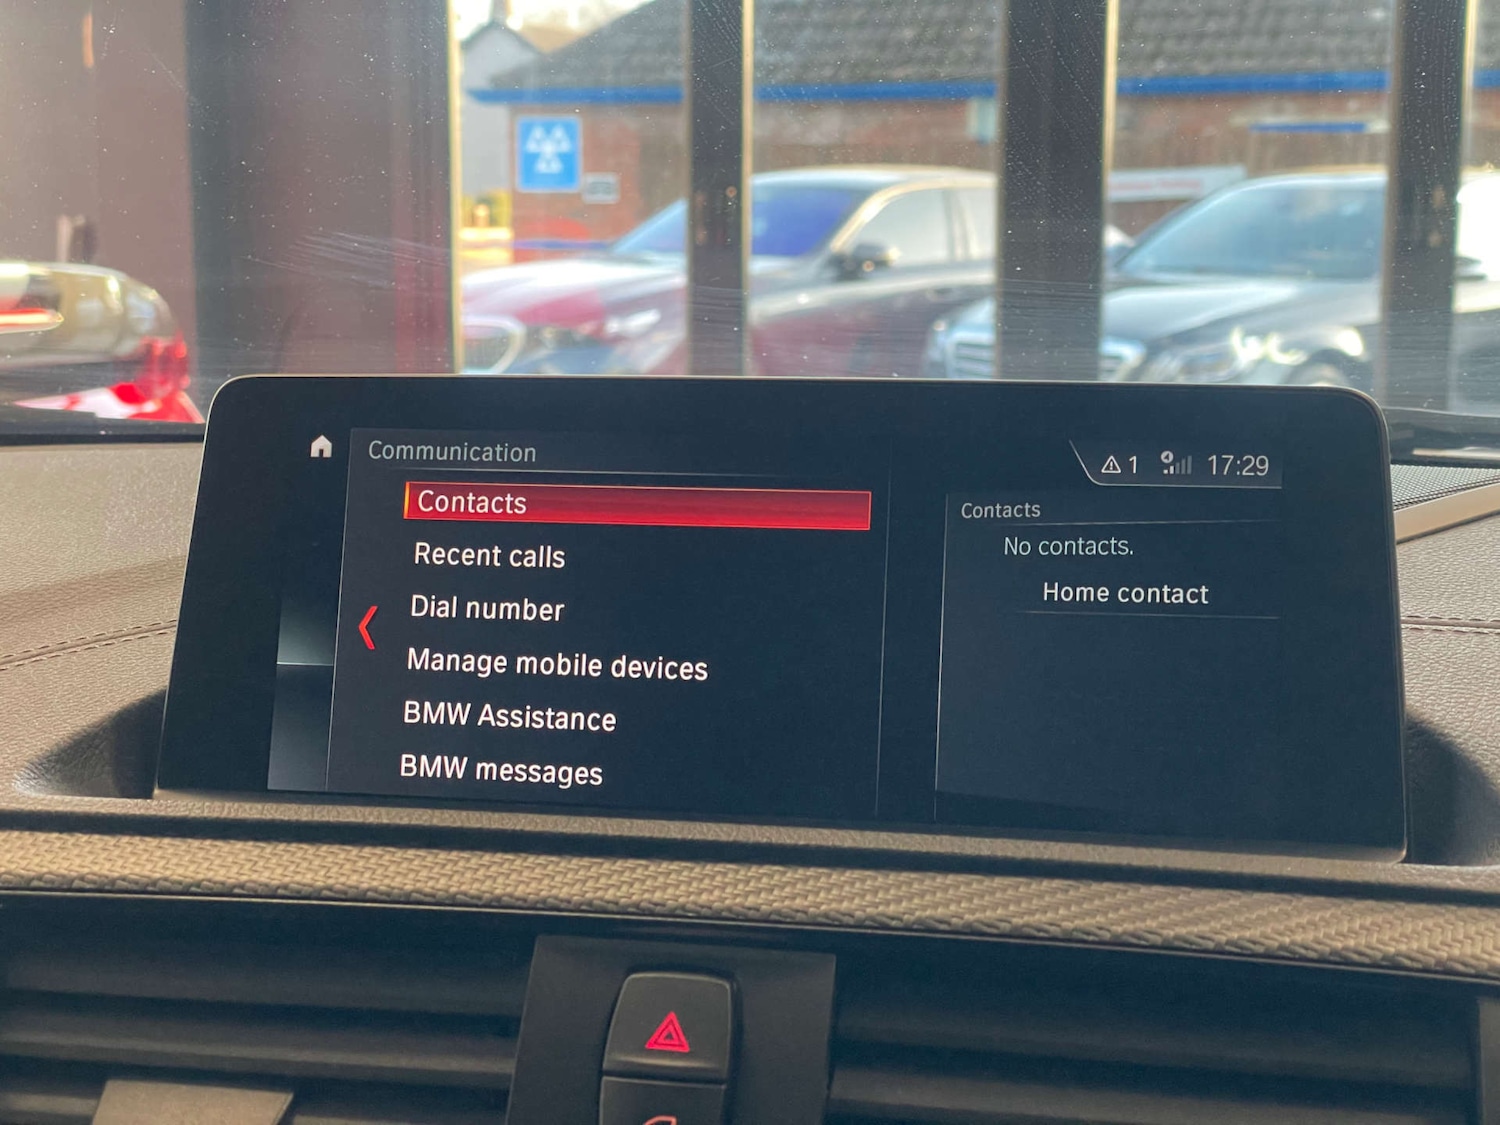 Communication
1 17:29
Contacts
Recent calls
Dial number
Manage mobile devices
BMW Assistance
BMW messages
Contacts
No contacts.
Home contact